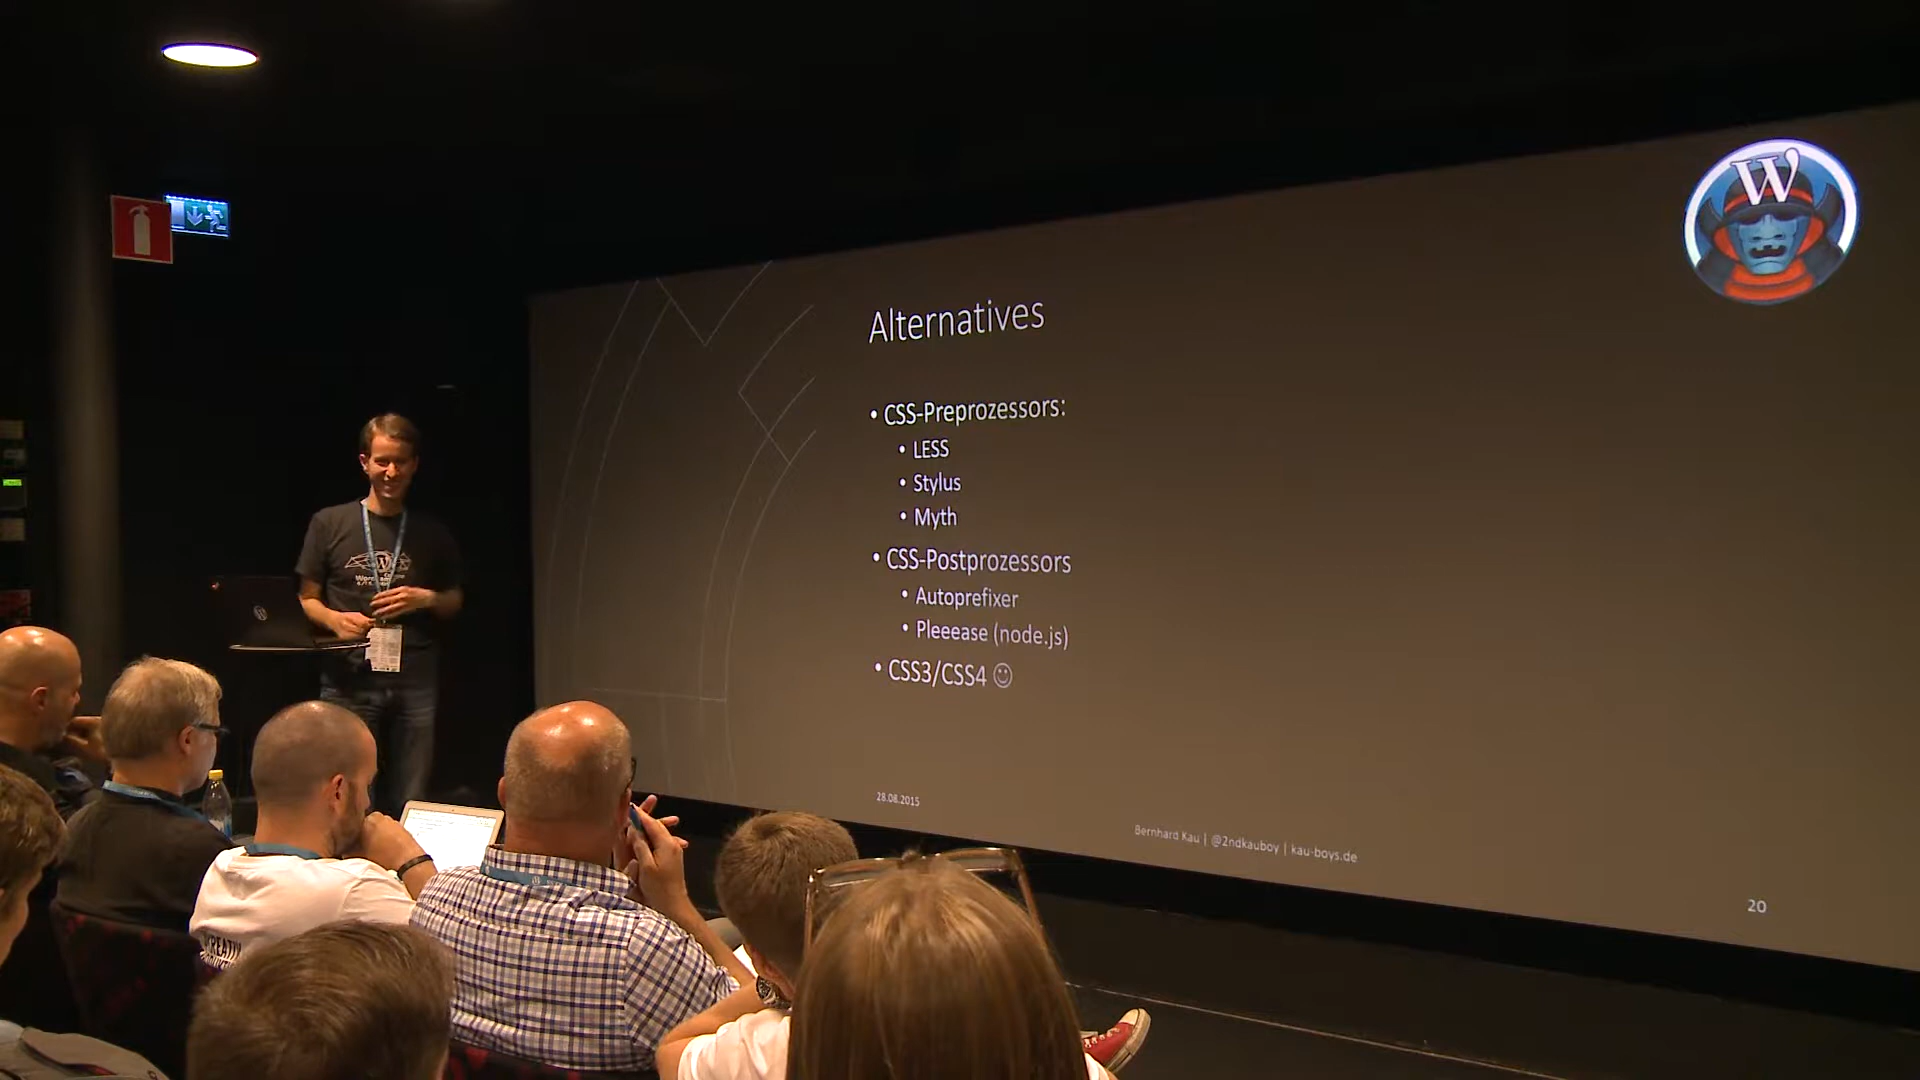 W
Alternatives
• CSS-Preprozessors:
• LESS
• Stylus
• Myth
• CSS-Postprozessors
• Autoprefixer
• Pleeease (node.js)
• CSS3/CSS4 ☺
28.08.2015
Bernhard Kau | @2ndkauboy | kau-boys.de
20